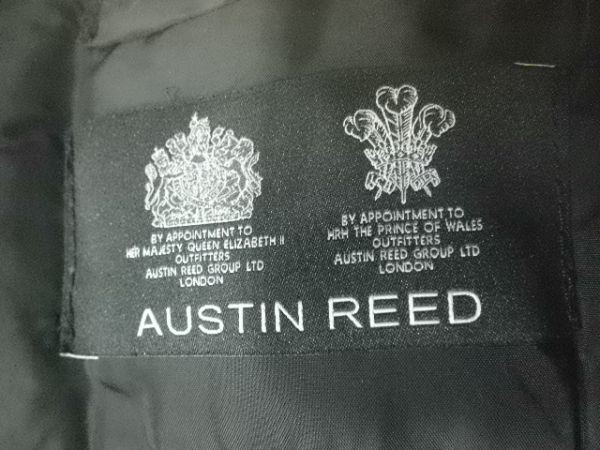 BY APPOINTMENT TO
HER MAJESTY QUEEN ELIZABETH II
OUTFITTERS
AUSTIN REED GROUP LTD
LONDON
BY APPOINTMENT TO
HRH THE PRINCE OF WALES
OUTFITTERS
AUSTIN REED GROUP LTD
LONDON
AUSTIN REED